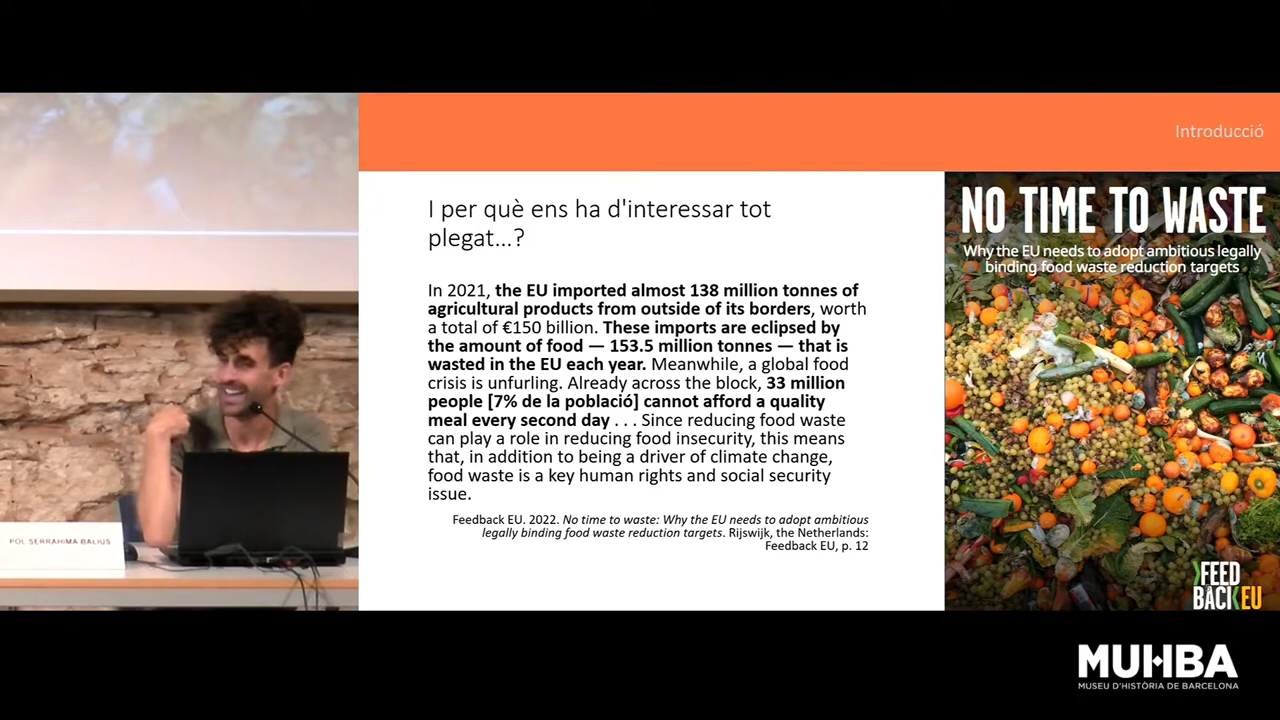 Introducció
I per què ens ha d'interessar tot
plegat...?
In 2021, the EU imported almost 138 million tonnes of
agricultural products from outside of its borders, worth
a total of €150 billion. These imports are eclipsed by
the amount of food — 153.5 million tonnes — that is
wasted in the EU each year. Meanwhile, a global food
crisis is unfurling. Already across the block, 33 million
people [7% de la població] cannot afford a quality
meal every second day . . . Since reducing food waste
can play a role in reducing food insecurity, this means
that, in addition to being a driver of climate change,
food waste is a key human rights and social security
issue.
Feedback EU. 2022. No time to waste: Why the EU needs to adopt ambitious
legally binding food waste reduction targets. Rijswijk, the Netherlands:
Feedback EU, p. 12
NO TIME TO WASTE
Why the EU needs to adopt ambitious legally
binding food waste reduction targets
FEED
BACK EU
POL SERRAHIMA BALIUS
MUHBA
MUSEU D'HISTÒRIA DE BARCELONA